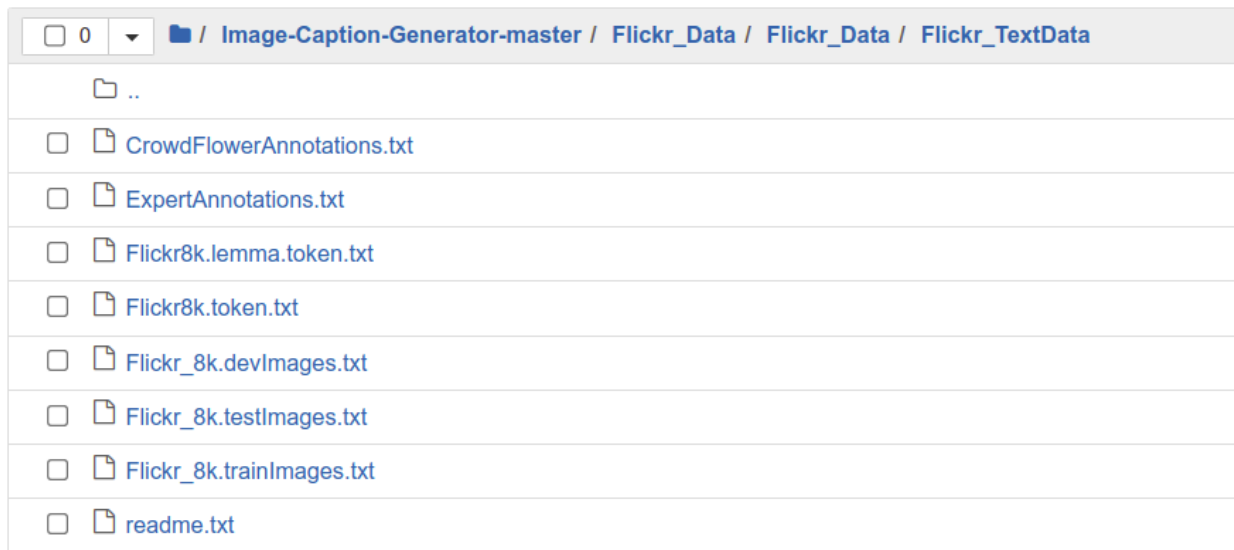 0 / Image-Caption-Generator-master / Flickr_Data / Flickr_Data / Flickr_TextData
..
CrowdFlowerAnnotations.txt
ExpertAnnotations.txt
Flickr8k.lemma.token.txt
Flickr8k.token.txt
Flickr_8k.devImages.txt
Flickr_8k.testImages.txt
Flickr_8k.trainImages.txt
readme.txt